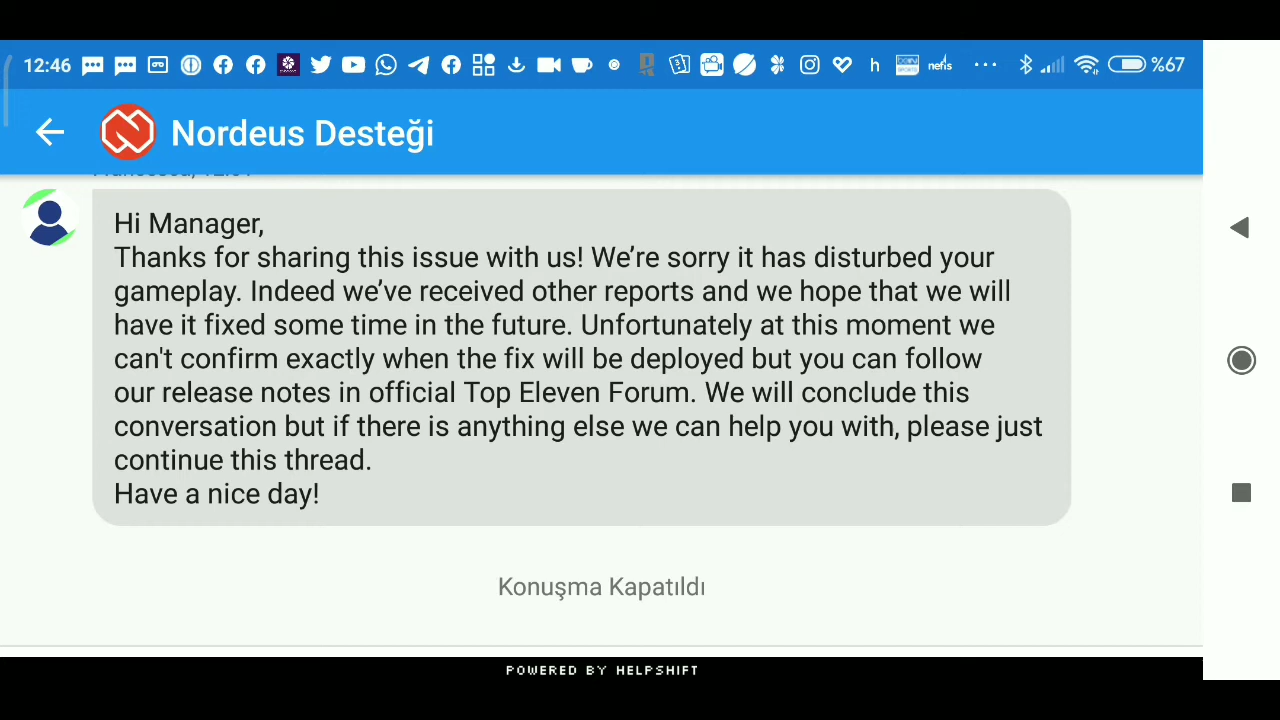 12:46
h
nefis
%67
Nordeus Desteği
Hi Manager,
Thanks for sharing this issue with us! We’re sorry it has disturbed your
gameplay. Indeed we’ve received other reports and we hope that we will
have it fixed some time in the future. Unfortunately at this moment we
can't confirm exactly when the fix will be deployed but you can follow
our release notes in official Top Eleven Forum. We will conclude this
conversation but if there is anything else we can help you with, please just
continue this thread.
Have a nice day!
Konuşma Kapatıldı
POWERED BY HELPSHIFT